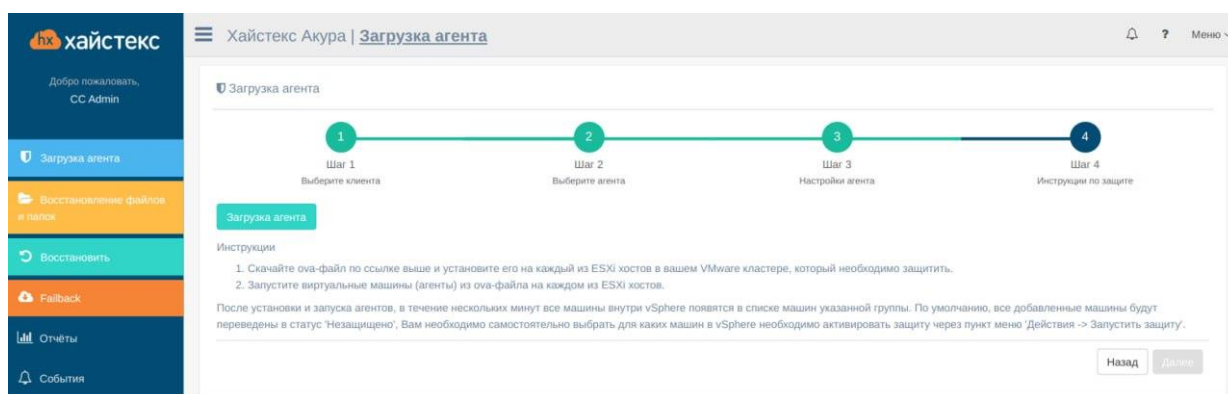 hx хайстекс
Хайстекс Акура | Загрузка агента
? Меню
Добро пожаловать,
CC Admin
Загрузка агента
Восстановление файлов
и папок
Восстановить
Failback
Отчёты
События
Загрузка агента
1
2
3
4
Шаг 1
Шаг 2
Шаг 3
Шаг 4
Выберите клиента
Выберите агента
Настройки агента
Инструкции по защите
Загрузка агента
Инструкции
1. Скачайте ova-файл по ссылке выше и установите его на каждый из ESXi хостов в вашем VMware кластере, который необходимо защитить.
2. Запустите виртуальные машины (агенты) из ova-файла на каждом из ESXi хостов.
После установки и запуска агентов, в течение нескольких минут все машины внутри vSphere появятся в списке машин указанной группы. По умолчанию, все добавленные машины будут
переведены в статус 'Незащищено', Вам необходимо самостоятельно выбрать для каких машин в vSphere необходимо активировать защиту через пункт меню 'Действия -> Запустить защиту'.
Назад
Далее